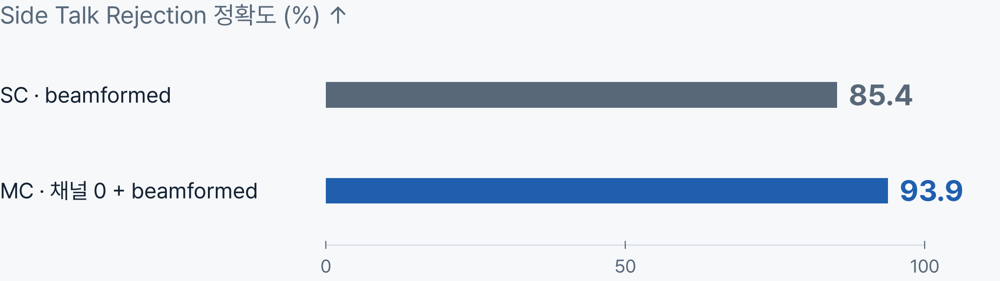 Side Talk Rejection 정확도 (%) ↑
SC · beamformed 85.4
MC · 채널 0 + beamformed 93.9
0 50 100